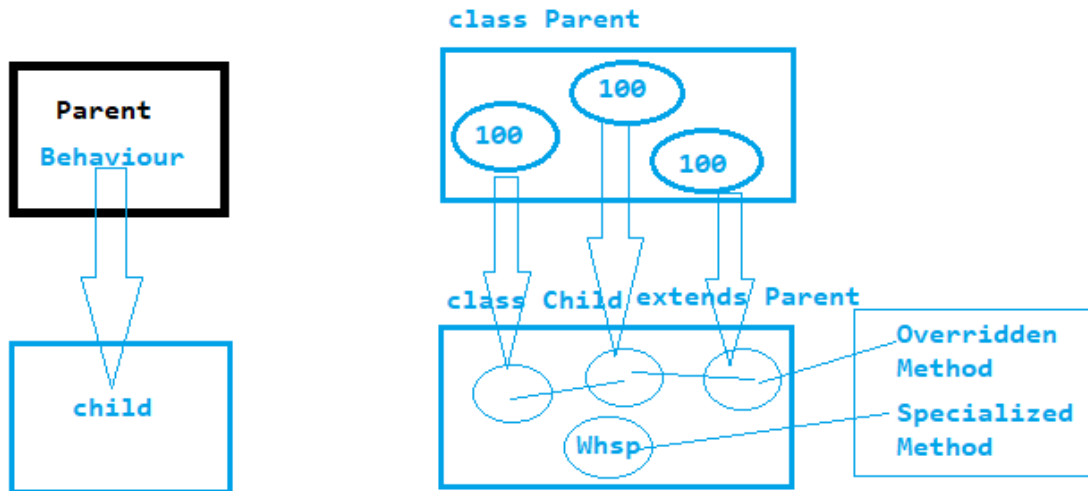 Parent
Behaviour
child
class Parent
100
100
100
class Child extends Parent
Whsp
Overridden
Method
Specialized
Method